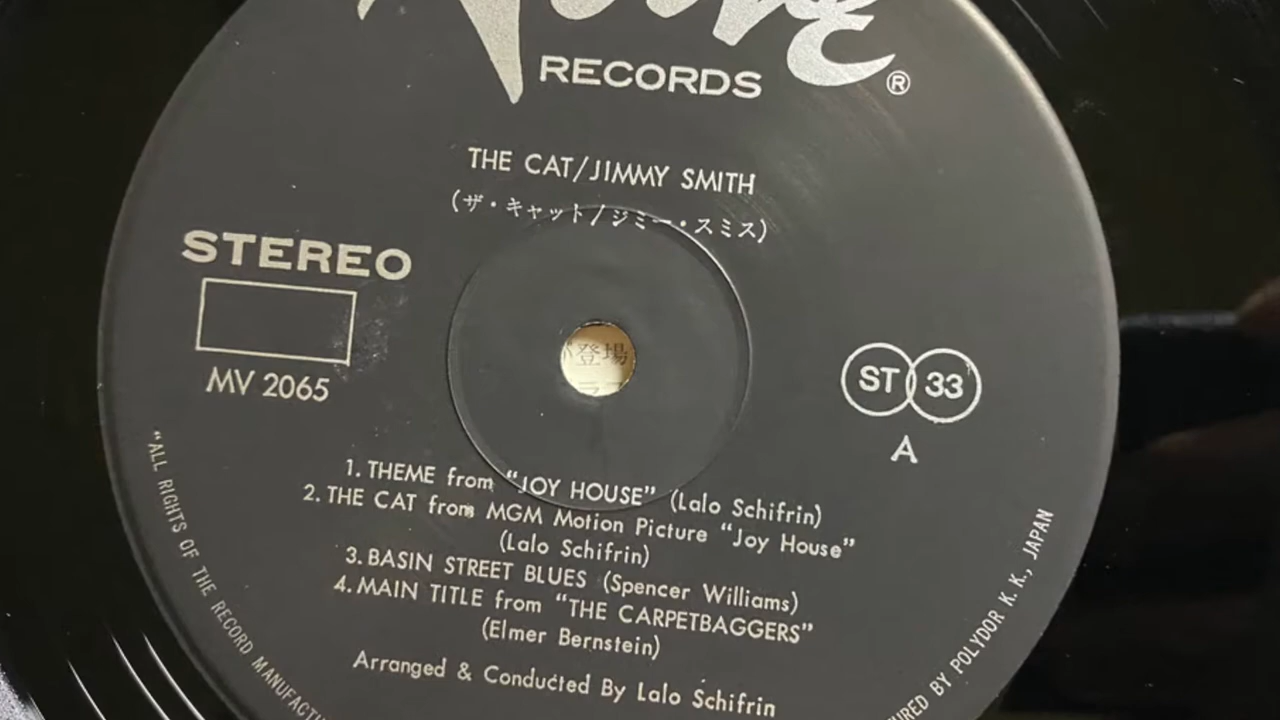 Verve
RECORDS ®
THE CAT/JIMMY SMITH
(ザ・キャット/ジミー・スミス)
STEREO
MV 2065
ST 33
A
登場
1. THEME from "JOY HOUSE" (Lalo Schifrin)
2. THE CAT from MGM Motion Picture "Joy House"
(Lalo Schifrin)
3. BASIN STREET BLUES (Spencer Williams)
4. MAIN TITLE from "THE CARPETBAGGERS"
(Elmer Bernstein)
Arranged & Conducted By Lalo Schifrin
"ALL RIGHTS OF THE RECORD MANUFACTU
URED BY POLYDOR K. K., JAPAN